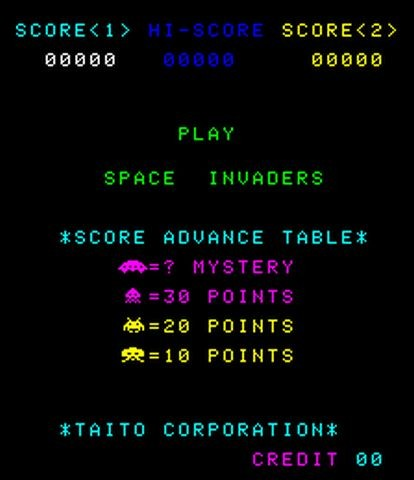 SCORE<1> HI-SCORE SCORE<2>
00000 00000 00000
PLAY
SPACE INVADERS
*SCORE ADVANCE TABLE*
=? MYSTERY
=30 POINTS
=20 POINTS
=10 POINTS
*TAITO CORPORATION*
CREDIT 00